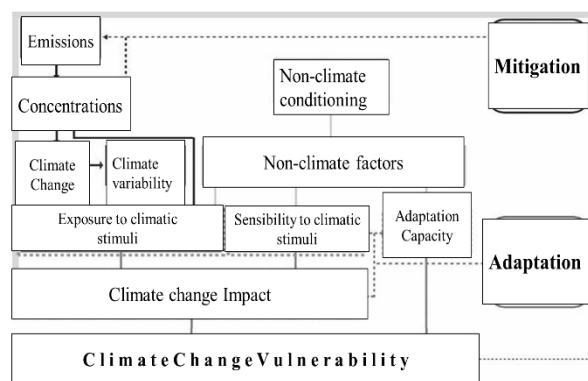 Emissions
Mitigation
Non-climate
conditioning
Concentrations
Climate
Change
Climate
variability
Non-climate factors
Exposure to climatic
stimuli
Sensibility to climatic
stimuli
Adaptation
Capacity
Adaptation
Climate change Impact
ClimateChangeVulnerability